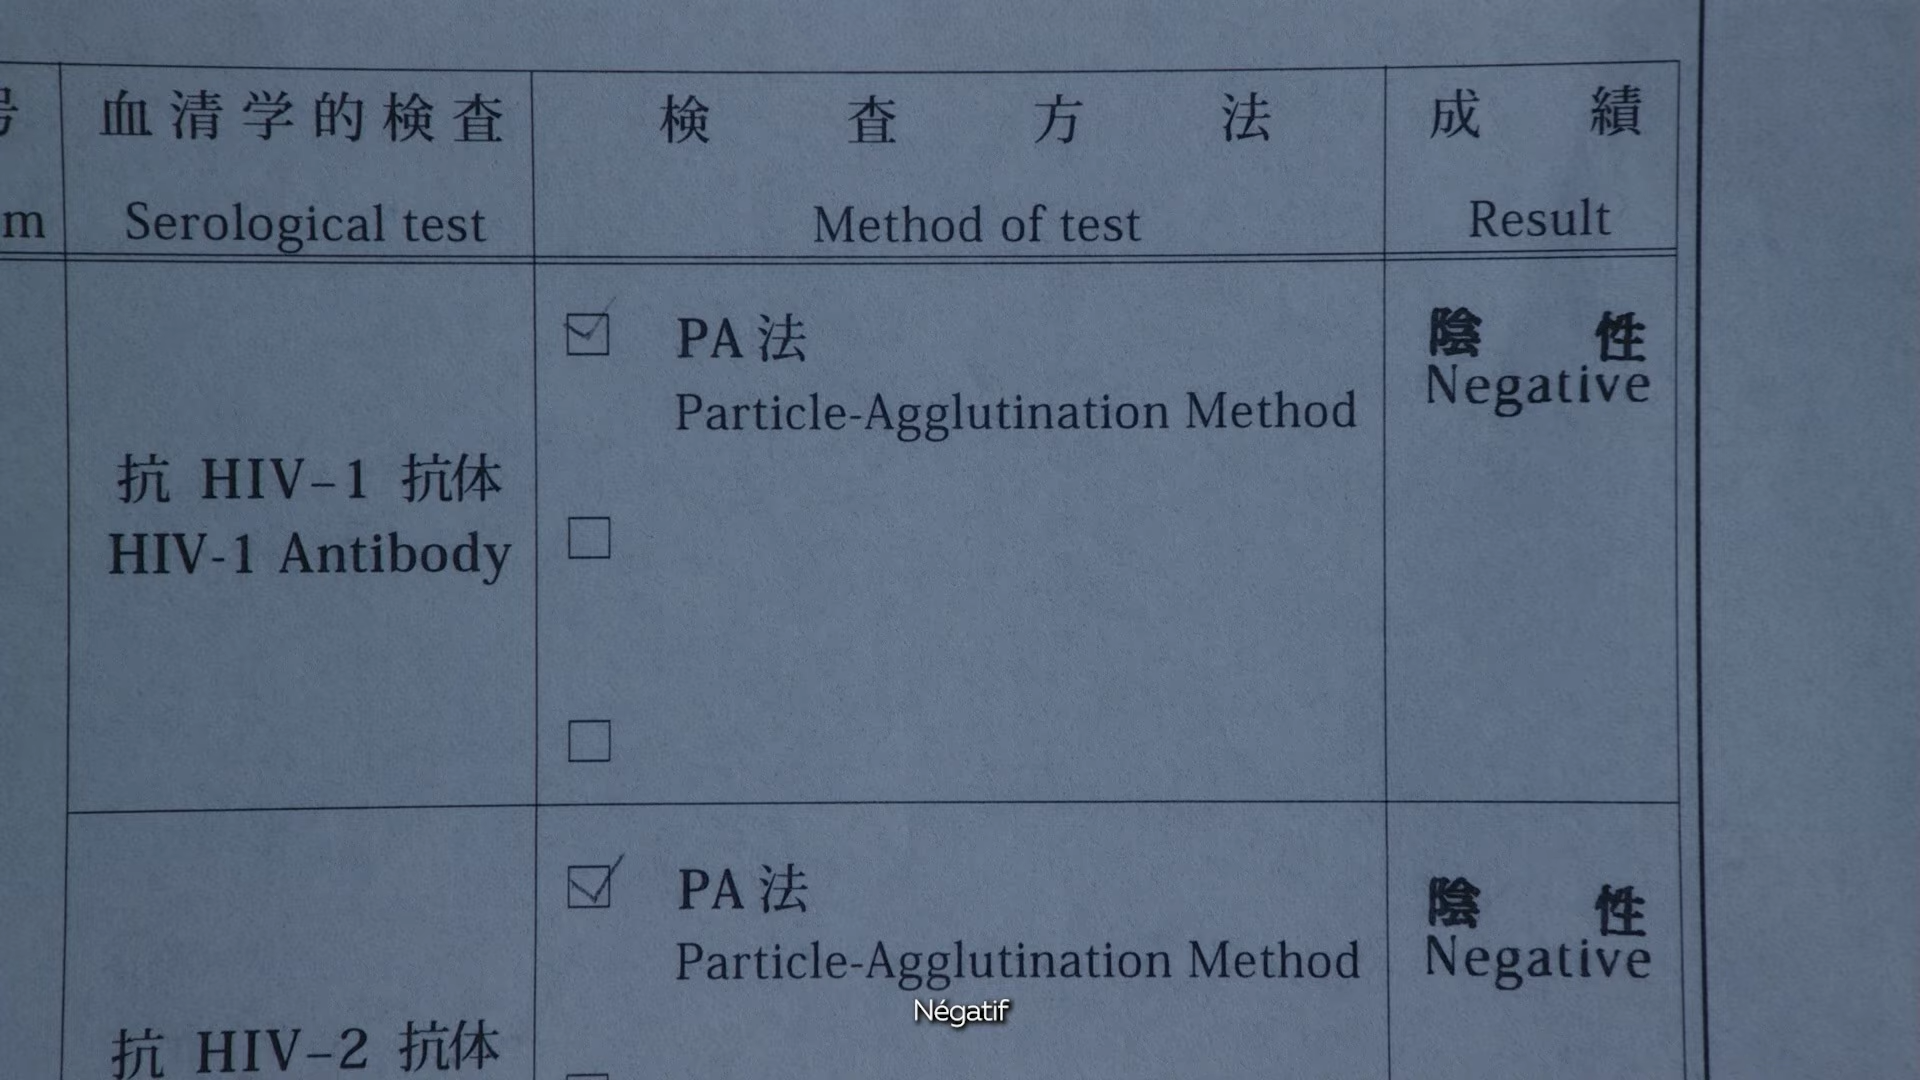 号 血清学的検査 検査方法 成績
m Serological test Method of test Result
PA法 陰性
Particle-Agglutination Method Negative
抗 HIV-1 抗体
HIV-1 Antibody
PA法 陰性
Particle-Agglutination Method Negative
Négatif
抗 HIV-2 抗体